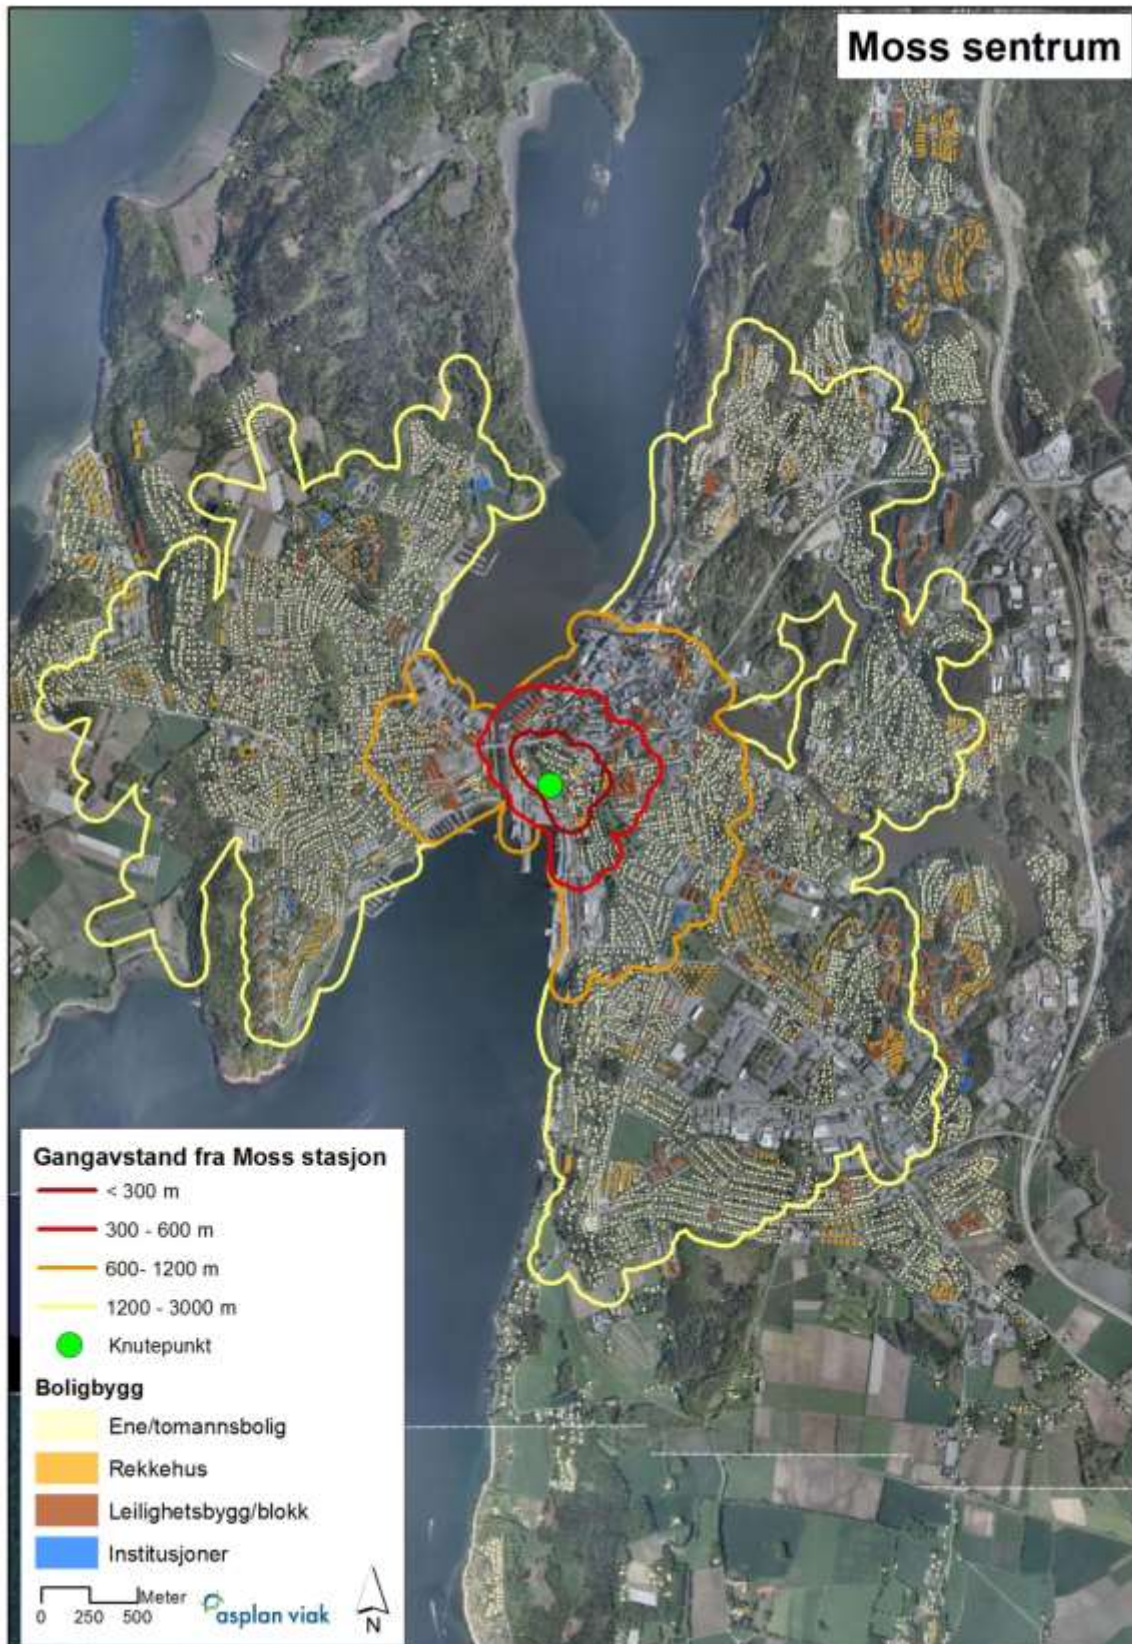 Moss sentrum
Gangavstand fra Moss stasjon
< 300 m
300 - 600 m
600- 1200 m
1200 - 3000 m
Knutepunkt
Boligbygg
Ene/tomannsbolig
Rekkehus
Leilighetsbygg/blokk
Institusjoner
Meter
0 250 500
asplan viak
N